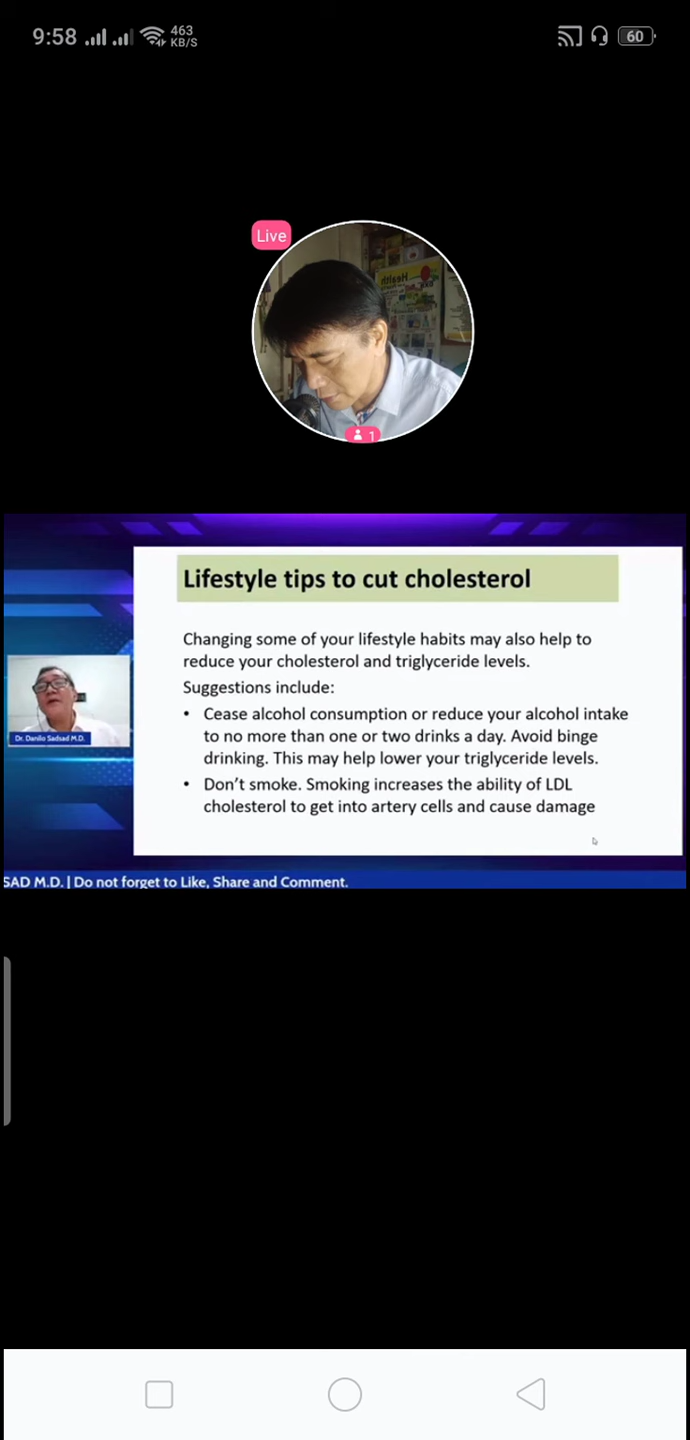 9:58
463
KB/S
60
Live
Health
1
Lifestyle tips to cut cholesterol
Changing some of your lifestyle habits may also help to
reduce your cholesterol and triglyceride levels.
Suggestions include:
• Cease alcohol consumption or reduce your alcohol intake
to no more than one or two drinks a day. Avoid binge
drinking. This may help lower your triglyceride levels.
• Don’t smoke. Smoking increases the ability of LDL
cholesterol to get into artery cells and cause damage
Dr. Danilo Sadsad M.D.
SAD M.D. | Do not forget to Like, Share and Comment.